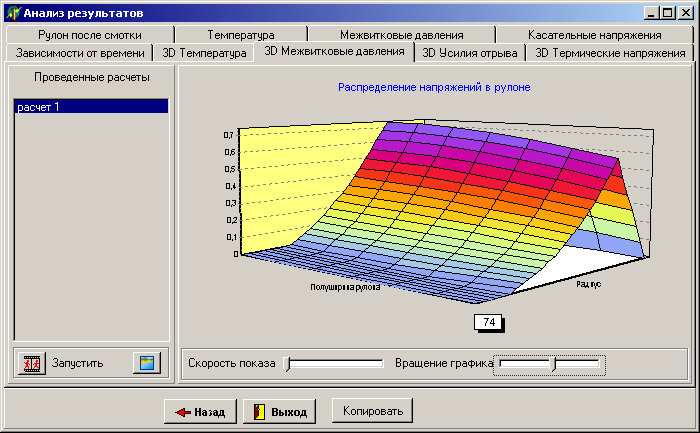 Анализ результатов
Рулон после смотки Температура Межвитковые давления Касательные напряжения
Зависимости от времени 3D Температура 3D Межвитковые давления 3D Усилия отрыва 3D Термические напряжения
Проведенные расчеты
расчет 1
Распределение напряжений в рулоне
0,7
0,6
0,5
0,4
0,3
0,2
0,1
0
Полуширина рулона
Радиус
74
Запустить
Скорость показа
Вращение графика
Назад
Выход
Копировать